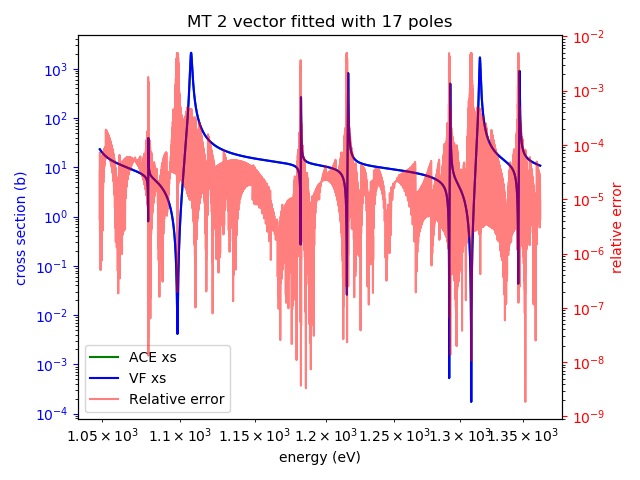 MT 2 vector fitted with 17 poles
cross section (b)
10³
10²
10¹
10⁰
10⁻¹
10⁻²
10⁻³
10⁻⁴
10⁻²
10⁻³
10⁻⁴
10⁻⁵
10⁻⁶
10⁻⁷
10⁻⁸
10⁻⁹
relative error
ACE xs
VF xs
Relative error
1.05×10³ 1.1×10³ 1.15×10³ 1.2×10³ 1.25×10³ 1.3×10³ 1.35×10³
energy (eV)